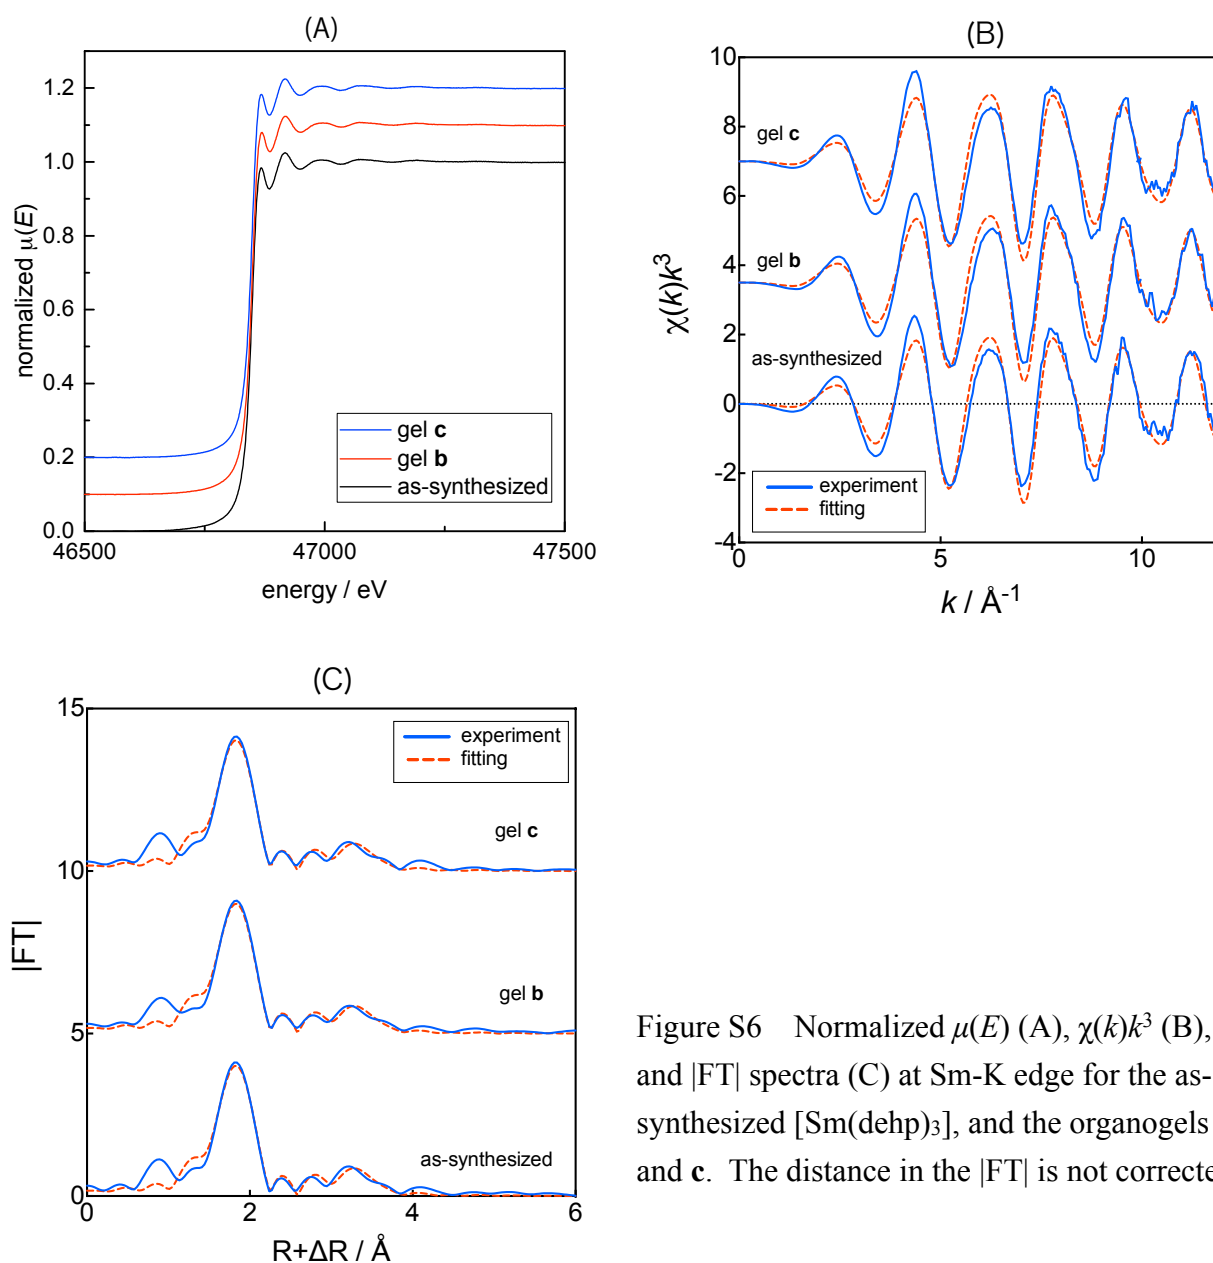 (A)
normalized μ(E)
1.2
1.0
0.8
0.6
0.4
0.2
0.0
gel c
gel b
as-synthesized
46500
47000
47500
energy / eV
(B)
χ(k)k³
8
4
0
-2
-4
gel c
gel b
as-synthesized
experiment
fitting
0
5
10
k / Å⁻¹
(C)
|FT|
15
10
5
0
experiment
fitting
gel c
gel b
as-synthesized
0
2
4
6
R+ΔR / Å
Figure S6 Normalized μ(E) (A), χ(k)k³ (B),
and |FT| spectra (C) at Sm-K edge for the as-
synthesized [Sm(dehp)₃], and the organogels
and c. The distance in the |FT| is not